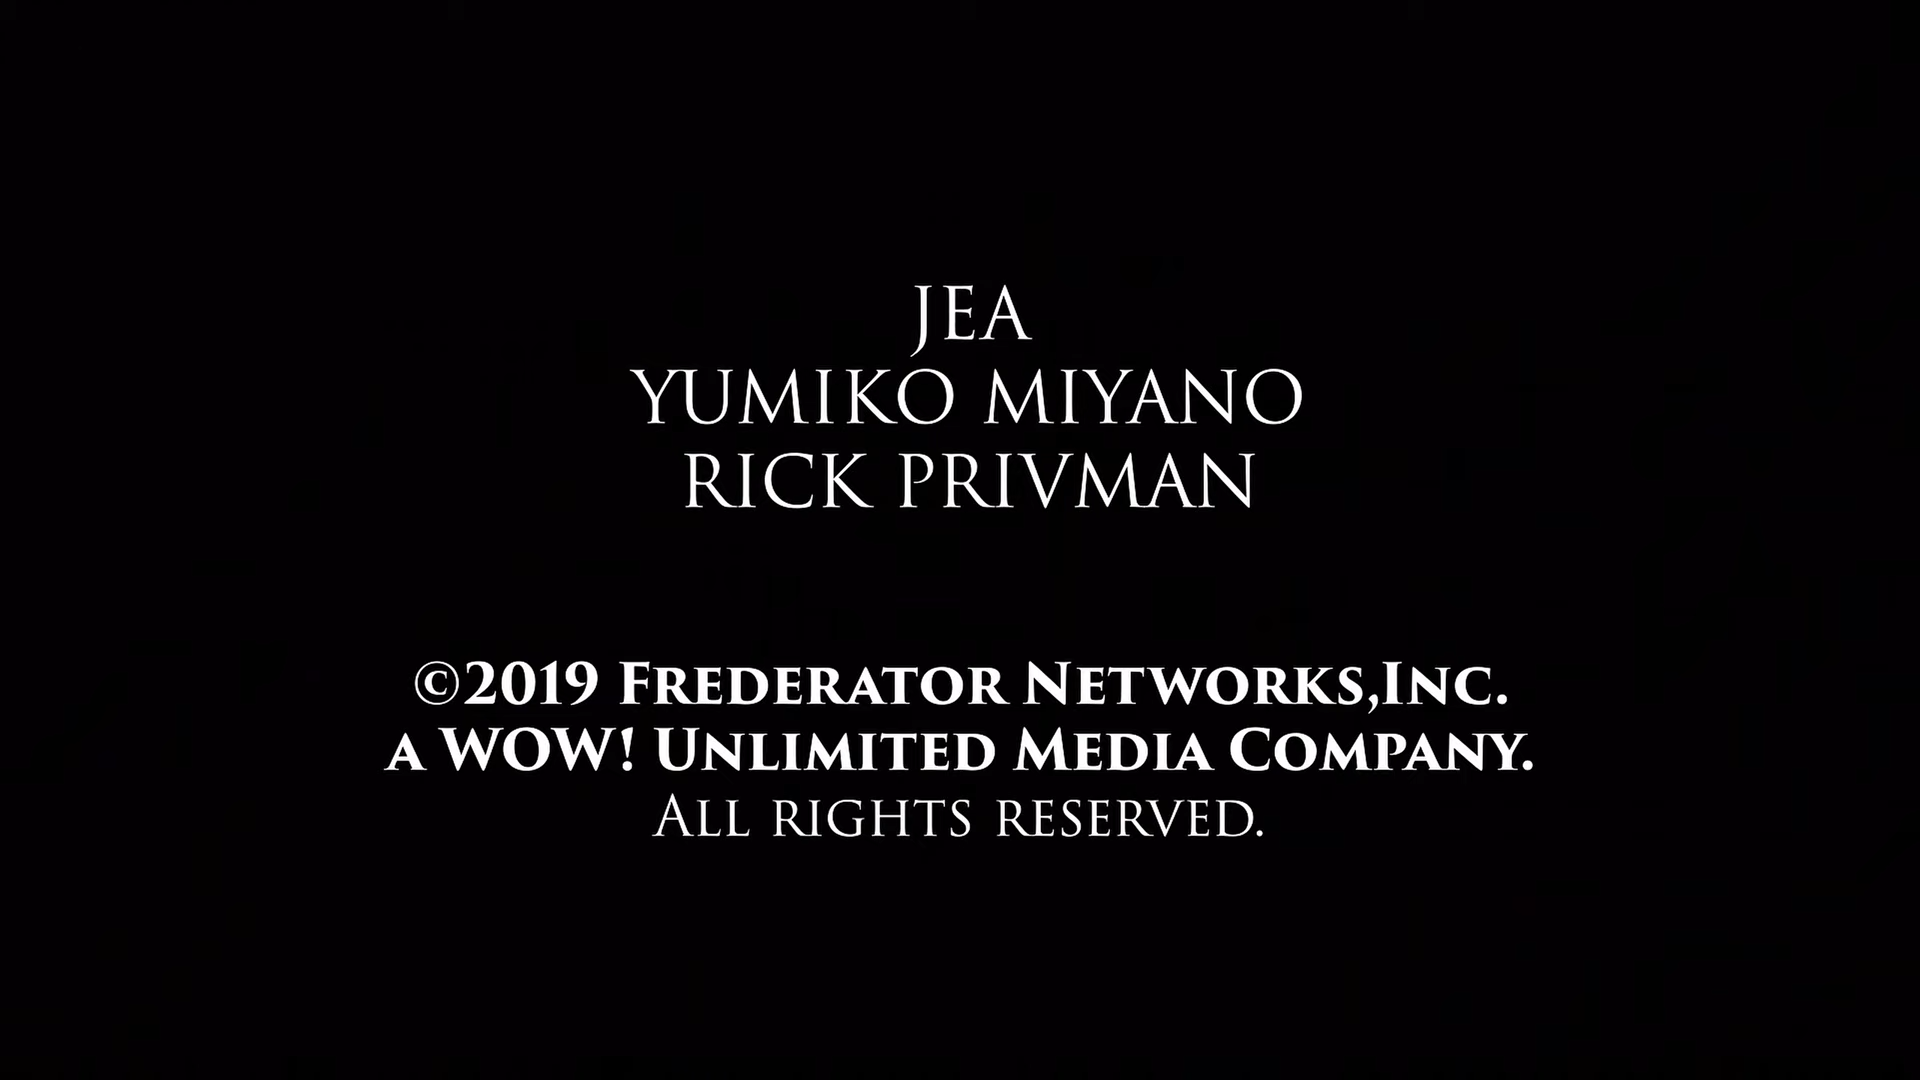 JEA
YUMIKO MIYANO
RICK PRIVMAN
©2019 Frederator Networks,Inc.
a WOW! Unlimited Media Company.
All rights reserved.